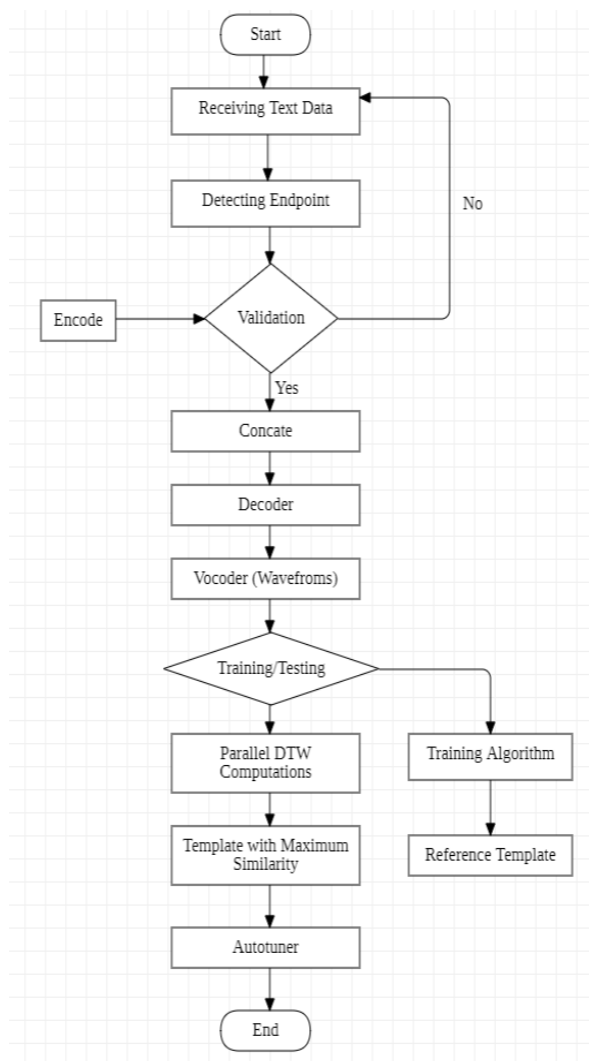 Start
Receiving Text Data
Detecting Endpoint
No
Encode
Validation
Yes
Concate
Decoder
Vocoder (Wavefroms)
Training/Testing
Parallel DTW
Computations
Training Algorithm
Template with Maximum
Similarity
Reference Template
Autotuner
End